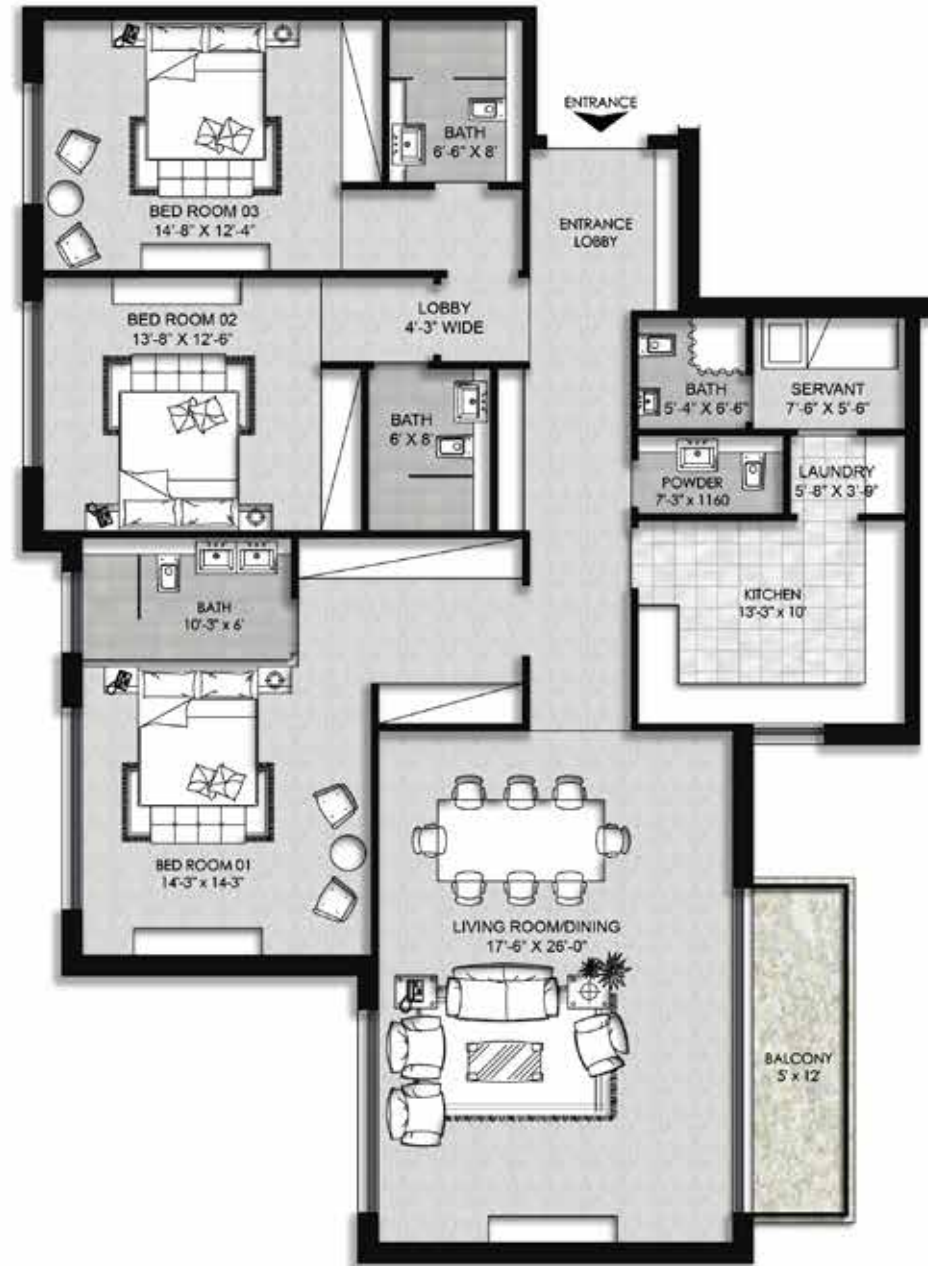 ENTRANCE
BATH
6'-6" X 8'
BED ROOM 03
14'-8" X 12'-4"
ENTRANCE
LOBBY
BED ROOM 02
13'-8" X 12'-6"
LOBBY
4'-3" WIDE
BATH
5'-4" X 6'-6"
SERVANT
7'-6" X 5'-6"
BATH
6' X 8'
POWDER
7'-3" x 1160
LAUNDRY
5'-8" X 3'-9"
KITCHEN
13'-3" x 10'
BATH
10'-3" x 6'
BED ROOM 01
14'-3" x 14'-3"
LIVING ROOM/DINING
17'-6" X 26'-0"
BALCONY
5' x 12'